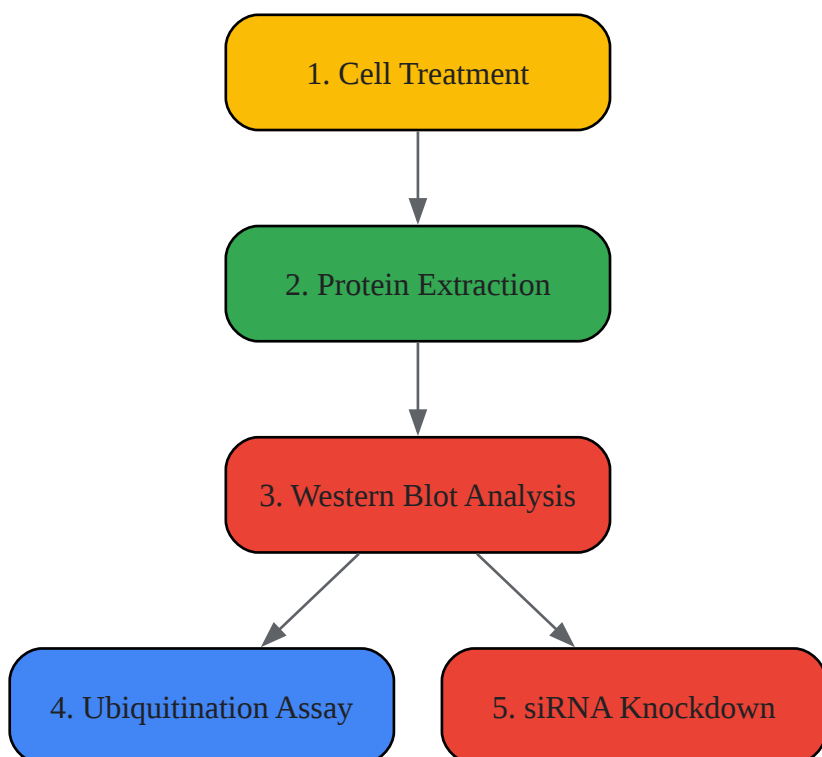 1. Cell Treatment
2. Protein Extraction
3. Western Blot Analysis
4. Ubiquitination Assay
5. siRNA Knockdown